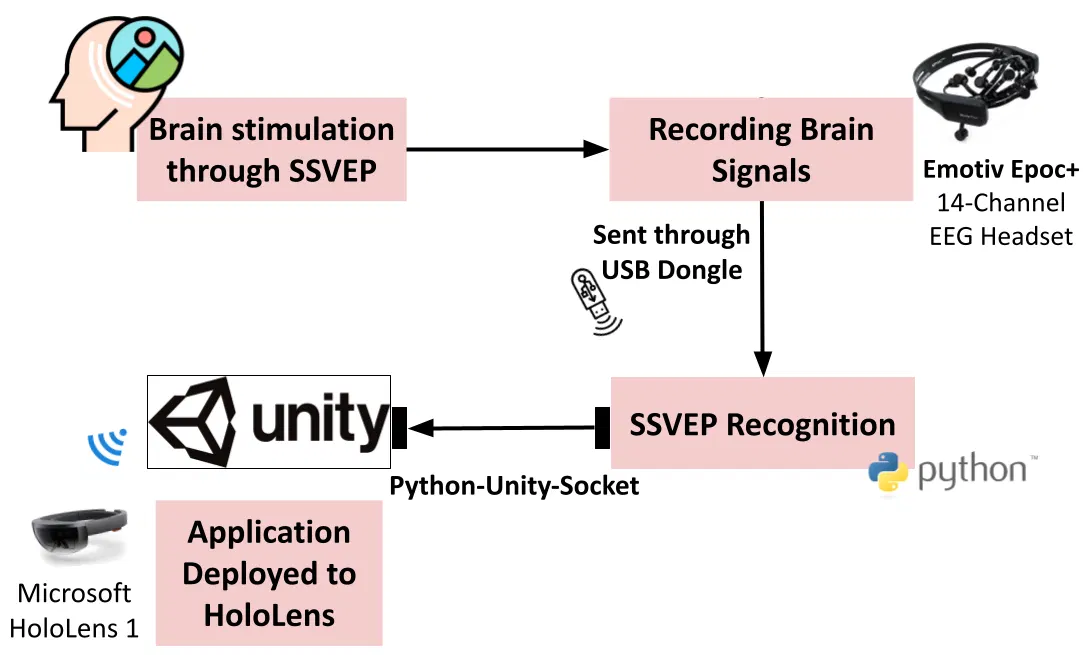 Brain stimulation
through SSVEP
Recording Brain
Signals
Emotiv Epoc+
14-Channel
EEG Headset
Sent through
USB Dongle
unity
SSVEP Recognition
python™
Python-Unity-Socket
Application
Deployed to
HoloLens
Microsoft
HoloLens 1